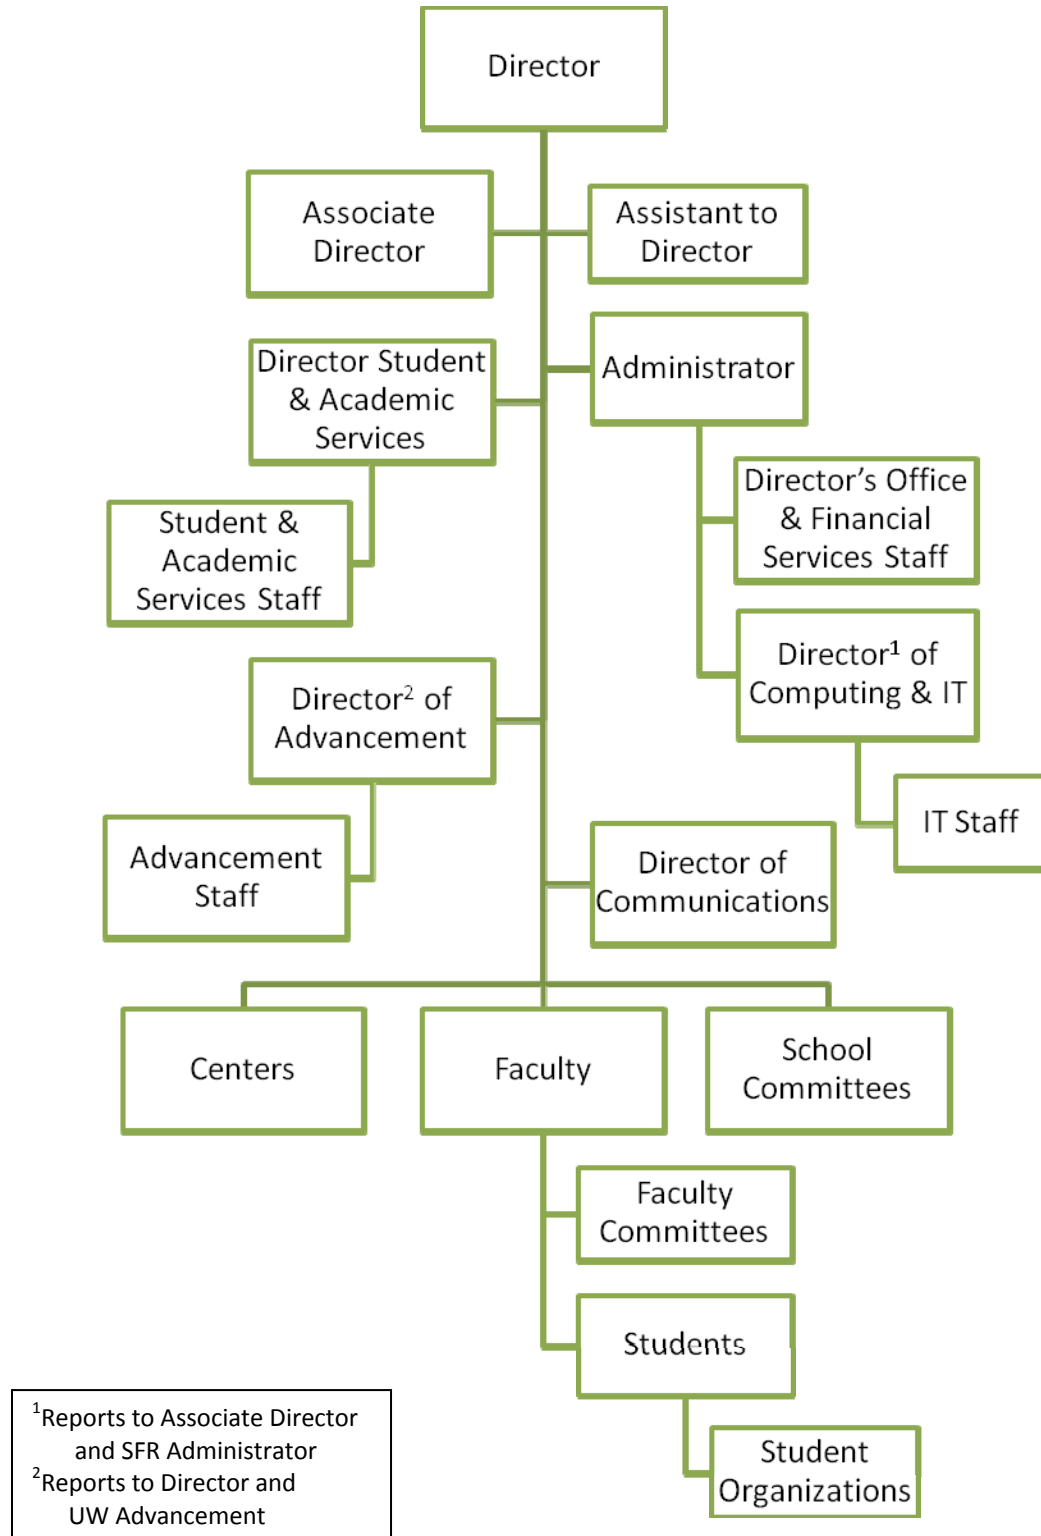 Director
Associate
Director
Assistant to
Director
Director Student
& Academic
Services
Administrator
Student &
Academic
Services Staff
Director’s Office
& Financial
Services Staff
Director² of
Advancement
Director¹ of
Computing & IT
Advancement
Staff
IT Staff
Director of
Communications
Centers
Faculty
School
Committees
Faculty
Committees
Students
Student
Organizations
¹Reports to Associate Director
and SFR Administrator
²Reports to Director and
UW Advancement